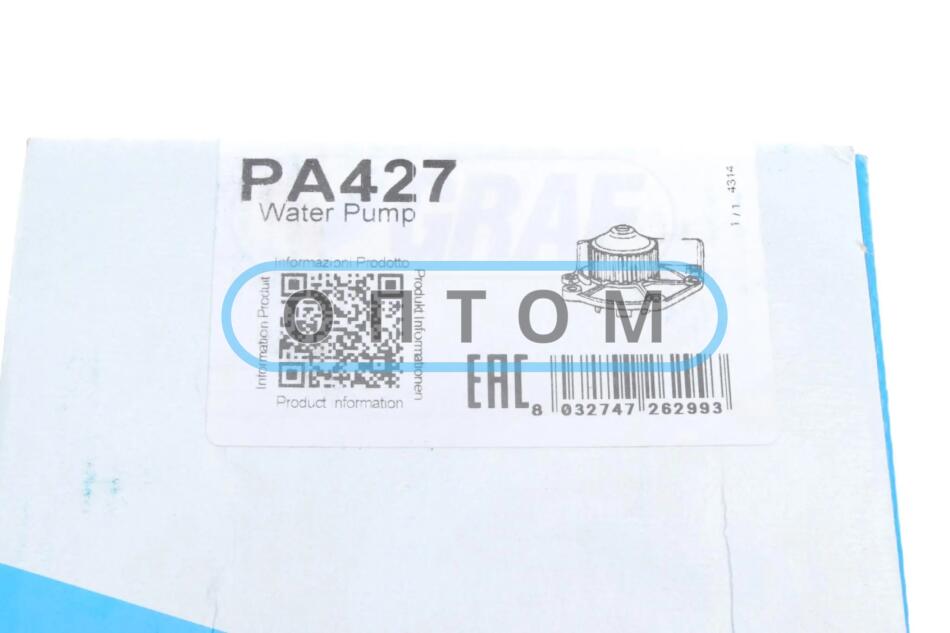 PA427
Water Pump
GRAF
1/1 4314
Informazioni Prodotto
Information Produit
Produkt Informationen
Product Information
ОПТОМ
EAC
8 032747 262993